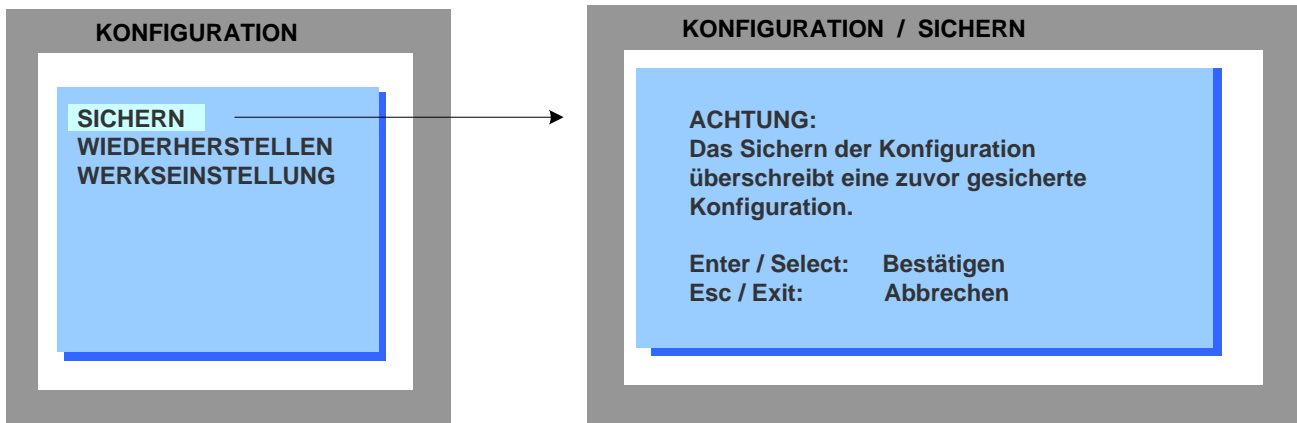 KONFIGURATION
SICHERN
WIEDERHERSTELLEN
WERKSEINSTELLUNG
KONFIGURATION / SICHERN
ACHTUNG:
Das Sichern der Konfiguration
überschreibt eine zuvor gesicherte
Konfiguration.
Enter / Select: Bestätigen
Esc / Exit: Abbrechen